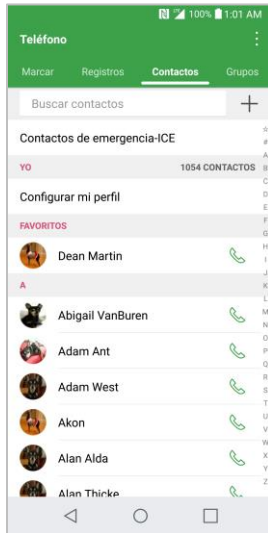 100% 1:01 AM
Teléfono
Marcar Registros Contactos Grupos
Buscar contactos
Contactos de emergencia-ICE
YO 1054 CONTACTOS
Configurar mi perfil
FAVORITOS
Dean Martin
A
Abigail VanBuren
Adam Ant
Adam West
Akon
Alan Alda
Alan Thicke
#
A
B
C
D
E
F
G
H
I
J
K
L
M
N
O
P
Q
R
S
T
U
V
W
X
Y
Z